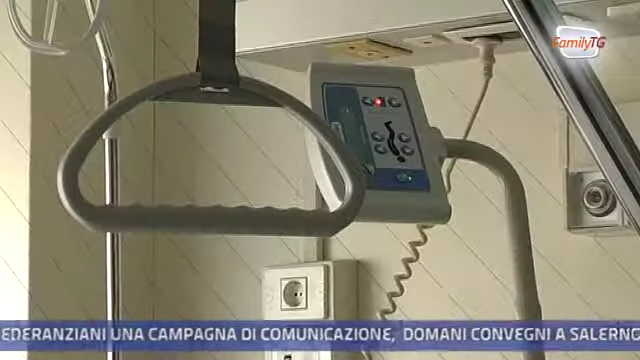 FamilyTG
EDERANZIANI UNA CAMPAGNA DI COMUNICAZIONE, DOMANI CONVEGNI A SALERNO